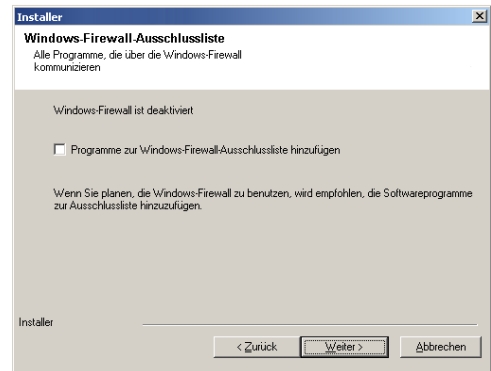 Installer
Windows-Firewall-Ausschlussliste
Alle Programme, die über die Windows-Firewall
kommunizieren
Windows-Firewall ist deaktiviert
Programme zur Windows-Firewall-Ausschlussliste hinzufügen
Wenn Sie planen, die Windows-Firewall zu benutzen, wird empfohlen, die Softwareprogramme
zur Ausschlussliste hinzuzufügen.
Installer
< Zurück Weiter > Abbrechen